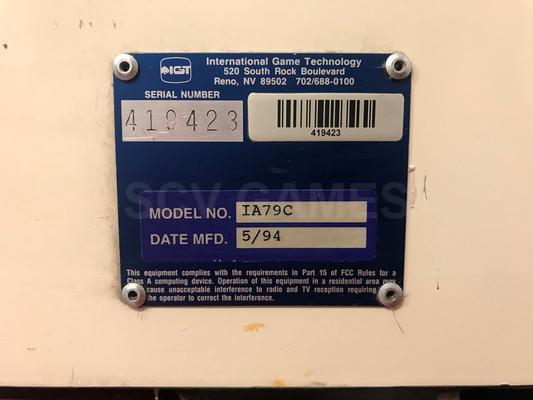 IGT
International Game Technology
520 South Rock Boulevard
Reno, NV 89502 702/688-0100
SERIAL NUMBER
419423
419423
SCV GAMES
MODEL NO. IA79C
DATE MFD. 5/94
This equipment complies with the requirements in Part 15 of FCC Rules for a
Class A computing device. Operation of this equipment in a residential area may
cause unacceptable interference to radio and TV reception requiring
the operator to correct the interference.